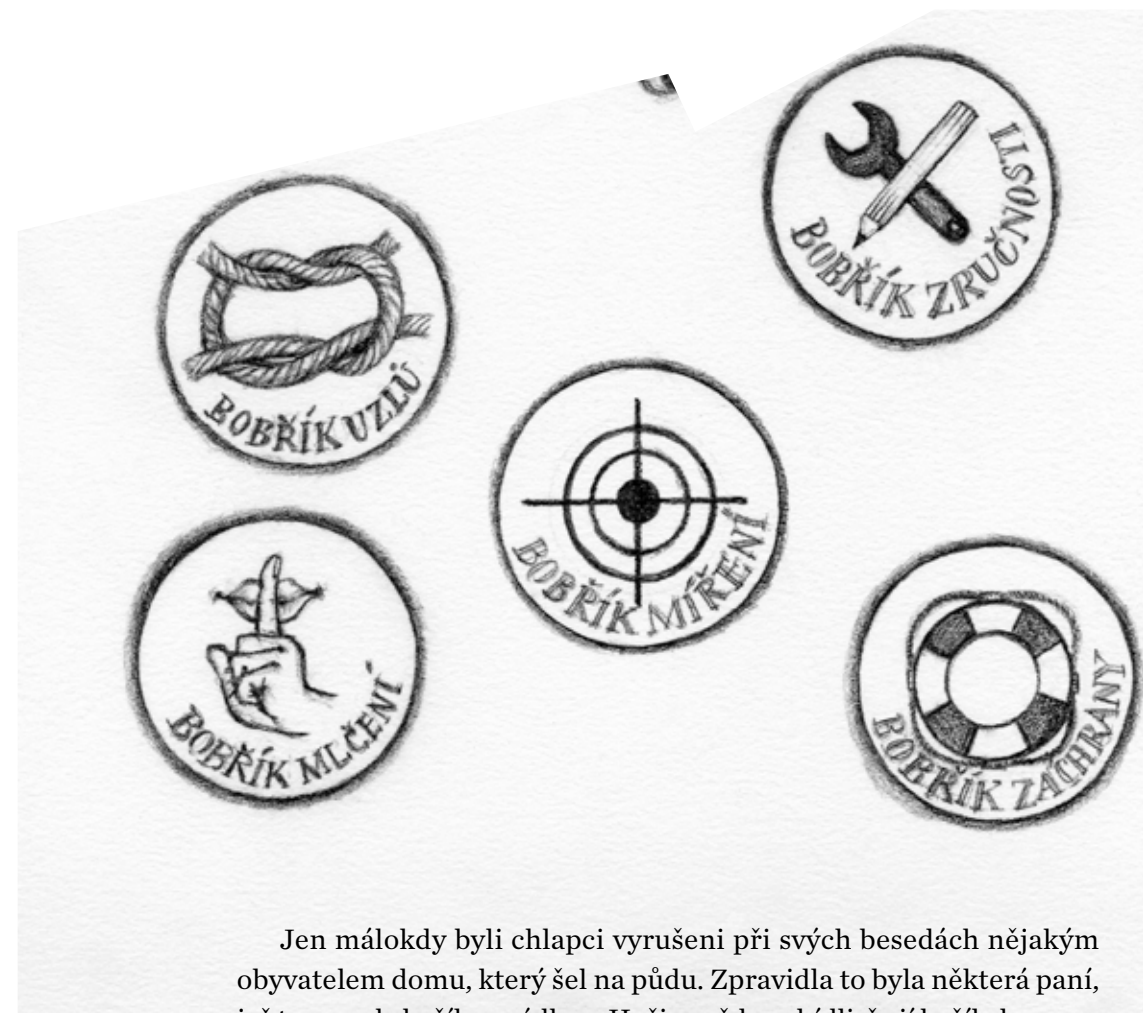 BOBŘÍK ZRUČNOSTI
BOBŘÍK UZLŮ
BOBŘÍK MÍŘENÍ
BOBŘÍK MLČENÍ
BOBŘÍK ZÁCHRANY
Jen málokdy byli chlapci vyrušeni při svých besedách nějakým
obyvatelem domu, který šel na půdu. Zpravidla to byla některá paní,